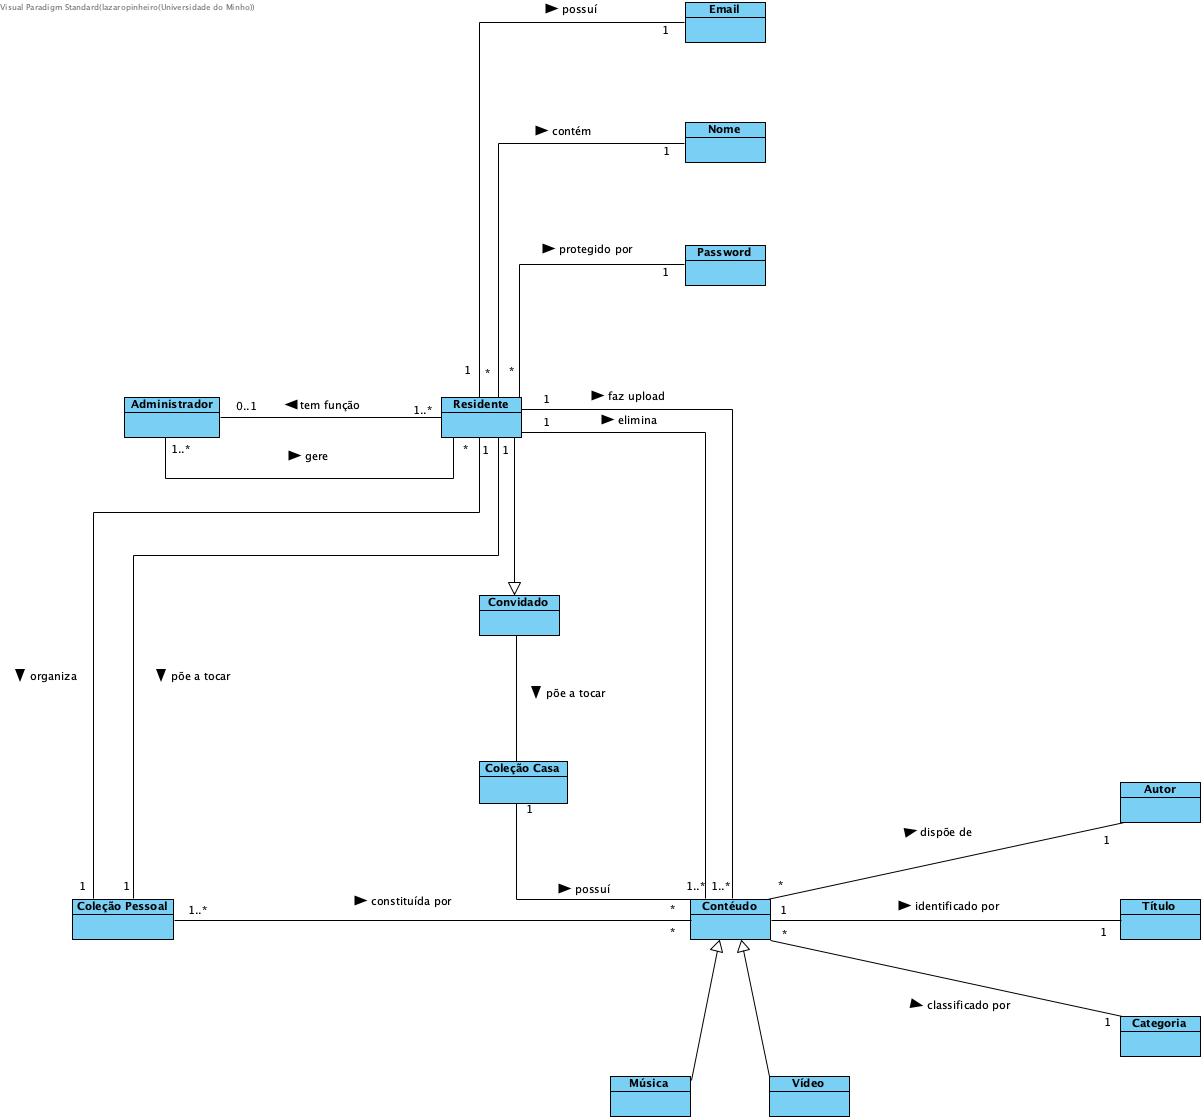 Visual Paradigm Standard(lazaropinheiro(Universidade do Minho))
possuí
Email
1
contém
Nome
1
protegido por
Password
1
1
*
*
Administrador
0..1
tem função
1..*
Residente
1
faz upload
1
elimina
1..*
gere
*
1
1
Convidado
organiza
põe a tocar
põe a tocar
Coleção Casa
1
Autor
dispõe de
1
1
1
possuí
1..*
1..*
*
Coleção Pessoal
1..*
constituída por
*
*
Contéudo
1
*
identificado por
1
Título
classificado por
1
Categoria
Música
Vídeo